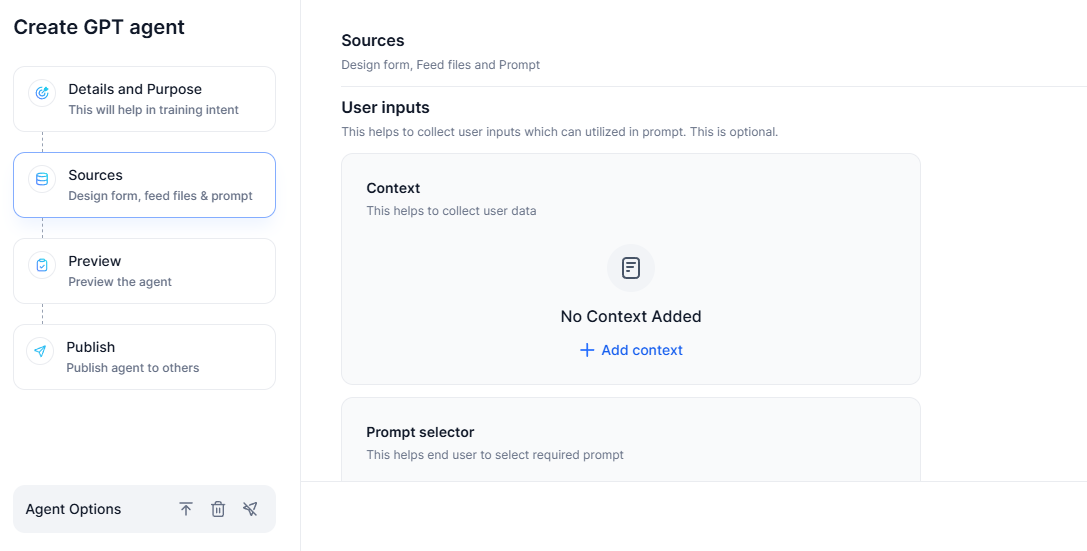 Create GPT agent
Details and Purpose
This will help in training intent
Sources
Design form, feed files & prompt
Preview
Preview the agent
Publish
Publish agent to others
Agent Options
Sources
Design form, Feed files and Prompt
User inputs
This helps to collect user inputs which can utilized in prompt. This is optional.
Context
This helps to collect user data
No Context Added
Add context
Prompt selector
This helps end user to select required prompt